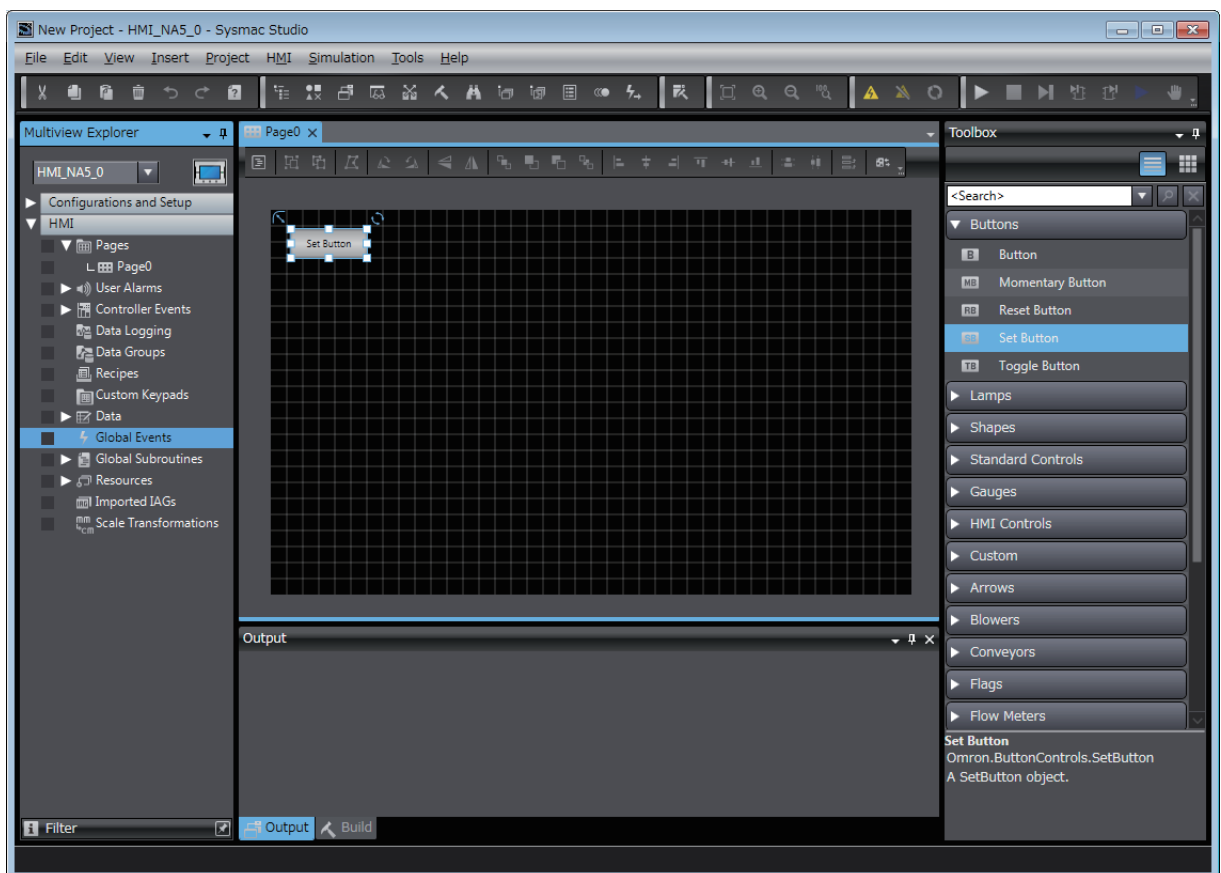 New Project - HMI_NA5_0 - Sysmac Studio
File Edit View Insert Project HMI Simulation Tools Help
Multiview Explorer
HMI_NA5_0
Configurations and Setup
HMI
Pages
Page0
User Alarms
Controller Events
Data Logging
Data Groups
Recipes
Custom Keypads
Data
Global Events
Global Subroutines
Resources
Imported IAGs
Scale Transformations
Filter
Page0
Set Button
Output
Output Build
Toolbox
<Search>
Buttons
B Button
MB Momentary Button
RB Reset Button
SB Set Button
TB Toggle Button
Lamps
Shapes
Standard Controls
Gauges
HMI Controls
Custom
Arrows
Blowers
Conveyors
Flags
Flow Meters
Set Button
Omron.ButtonControls.SetButton
A SetButton object.